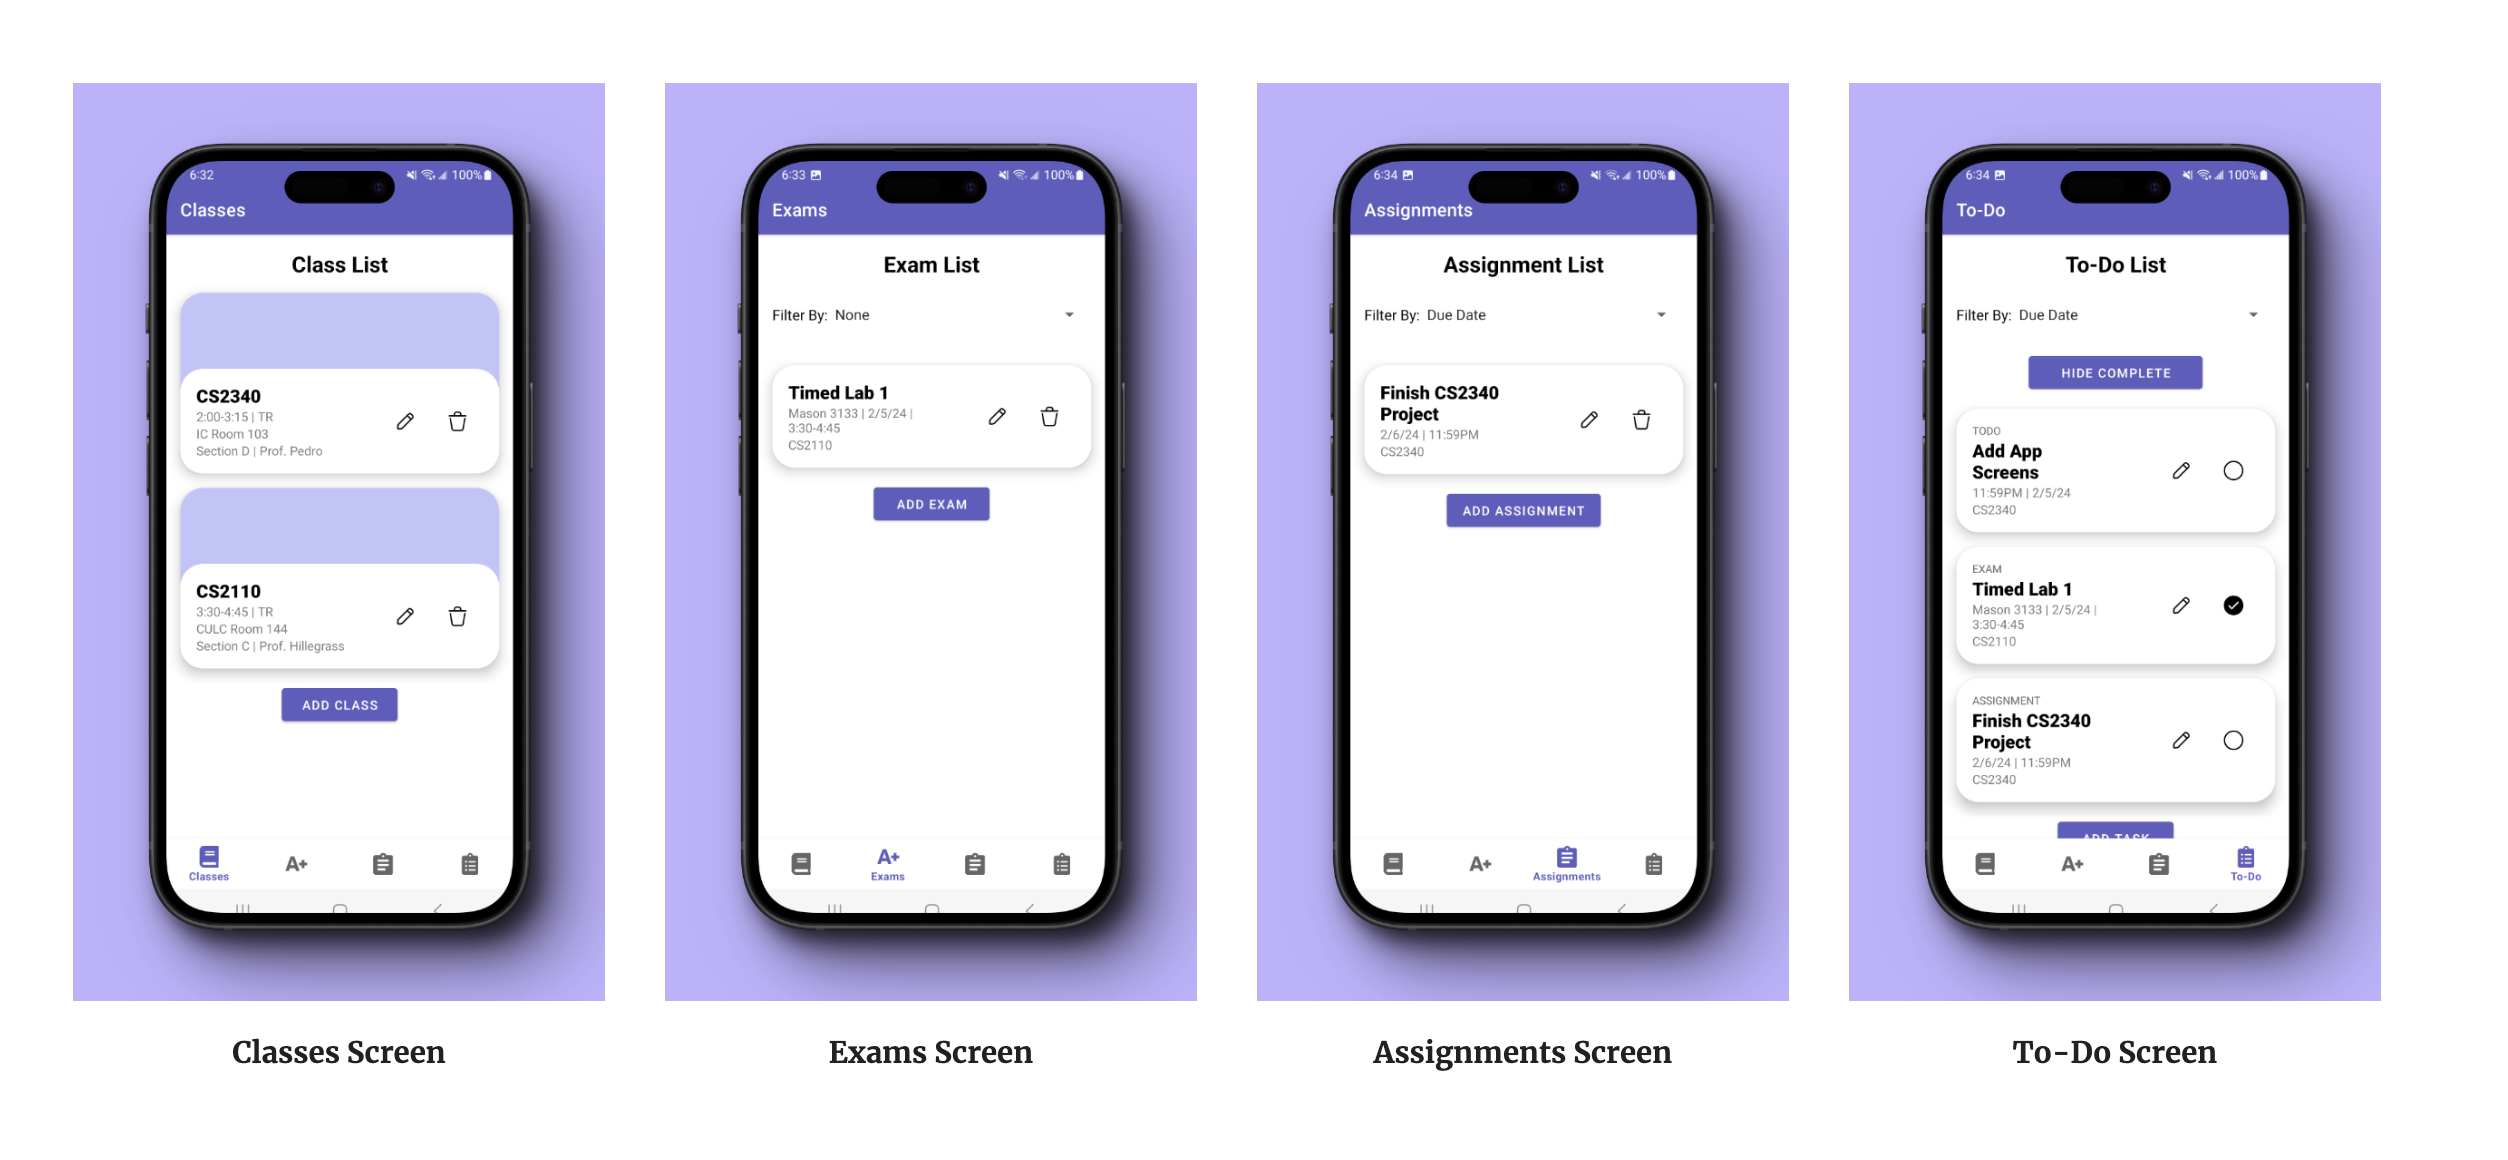 6:32
100%
Classes
Class List
CS2340
2:00-3:15 | TR
IC Room 103
Section D | Prof. Pedro
CS2110
3:30-4:45 | TR
CULC Room 144
Section C | Prof. Hillegrass
ADD CLASS
A+
Classes
Classes Screen
6:33
100%
Exams
Exam List
Filter By: None
Timed Lab 1
Mason 3133 | 2/5/24 |
3:30-4:45
CS2110
ADD EXAM
A+
Exams
Exams Screen
6:34
100%
Assignments
Assignment List
Filter By: Due Date
Finish CS2340
Project
2/6/24 | 11:59PM
CS2340
ADD ASSIGNMENT
A+
Assignments
Assignments Screen
6:34
100%
To-Do
To-Do List
Filter By: Due Date
HIDE COMPLETE
TODO
Add App
Screens
11:59PM | 2/5/24
CS2340
EXAM
Timed Lab 1
Mason 3133 | 2/5/24 |
3:30-4:45
CS2110
ASSIGNMENT
Finish CS2340
Project
2/6/24 | 11:59PM
CS2340
ADD TASK
A+
To-Do
To-Do Screen